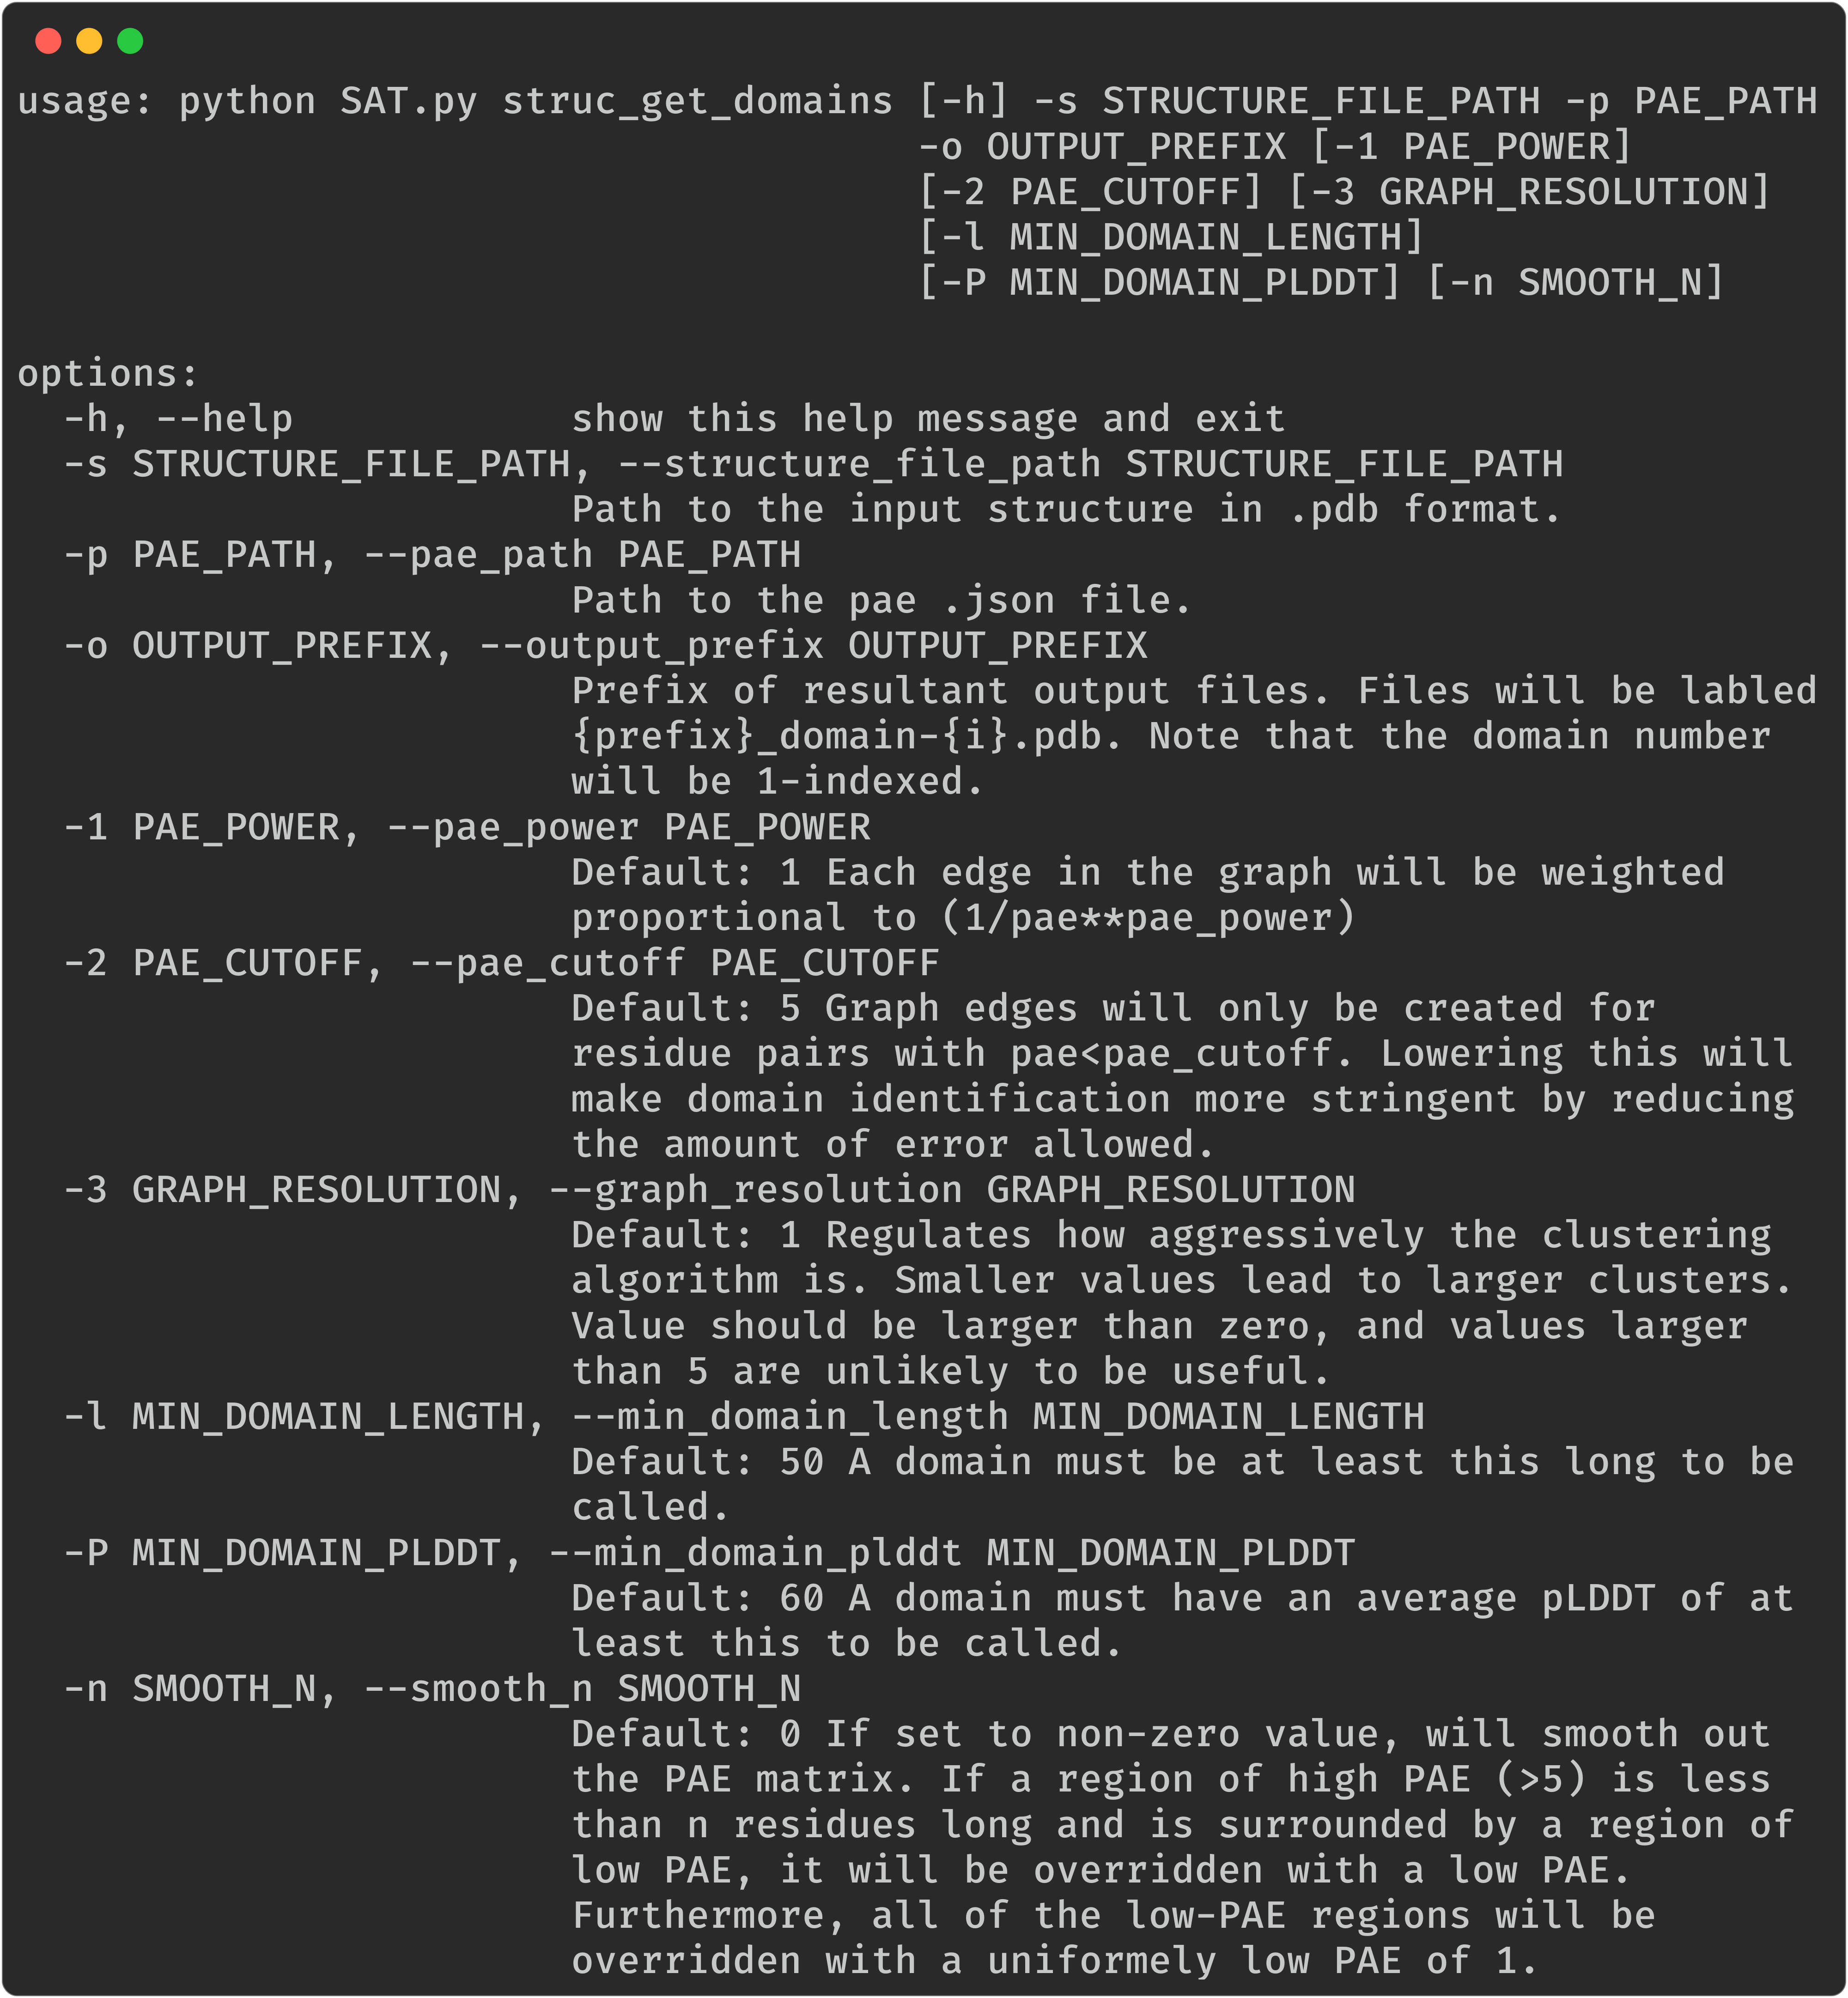 usage: python SAT.py struc_get_domains [-h] -s STRUCTURE_FILE_PATH -p PAE_PATH
                                       -o OUTPUT_PREFIX [-1 PAE_POWER]
                                       [-2 PAE_CUTOFF] [-3 GRAPH_RESOLUTION]
                                       [-l MIN_DOMAIN_LENGTH]
                                       [-P MIN_DOMAIN_PLDDT] [-n SMOOTH_N]

options:
  -h, --help            show this help message and exit
  -s STRUCTURE_FILE_PATH, --structure_file_path STRUCTURE_FILE_PATH
                        Path to the input structure in .pdb format.
  -p PAE_PATH, --pae_path PAE_PATH
                        Path to the pae .json file.
  -o OUTPUT_PREFIX, --output_prefix OUTPUT_PREFIX
                        Prefix of resultant output files. Files will be labled
                        {prefix}_domain-{i}.pdb. Note that the domain number
                        will be 1-indexed.
  -1 PAE_POWER, --pae_power PAE_POWER
                        Default: 1 Each edge in the graph will be weighted
                        proportional to (1/pae**pae_power)
  -2 PAE_CUTOFF, --pae_cutoff PAE_CUTOFF
                        Default: 5 Graph edges will only be created for
                        residue pairs with pae<pae_cutoff. Lowering this will
                        make domain identification more stringent by reducing
                        the amount of error allowed.
  -3 GRAPH_RESOLUTION, --graph_resolution GRAPH_RESOLUTION
                        Default: 1 Regulates how aggressively the clustering
                        algorithm is. Smaller values lead to larger clusters.
                        Value should be larger than zero, and values larger
                        than 5 are unlikely to be useful.
  -l MIN_DOMAIN_LENGTH, --min_domain_length MIN_DOMAIN_LENGTH
                        Default: 50 A domain must be at least this long to be
                        called.
  -P MIN_DOMAIN_PLDDT, --min_domain_plddt MIN_DOMAIN_PLDDT
                        Default: 60 A domain must have an average pLDDT of at
                        least this to be called.
  -n SMOOTH_N, --smooth_n SMOOTH_N
                        Default: 0 If set to non-zero value, will smooth out
                        the PAE matrix. If a region of high PAE (>5) is less
                        than n residues long and is surrounded by a region of
                        low PAE, it will be overridden with a low PAE.
                        Furthermore, all of the low-PAE regions will be
                        overridden with a uniformely low PAE of 1.